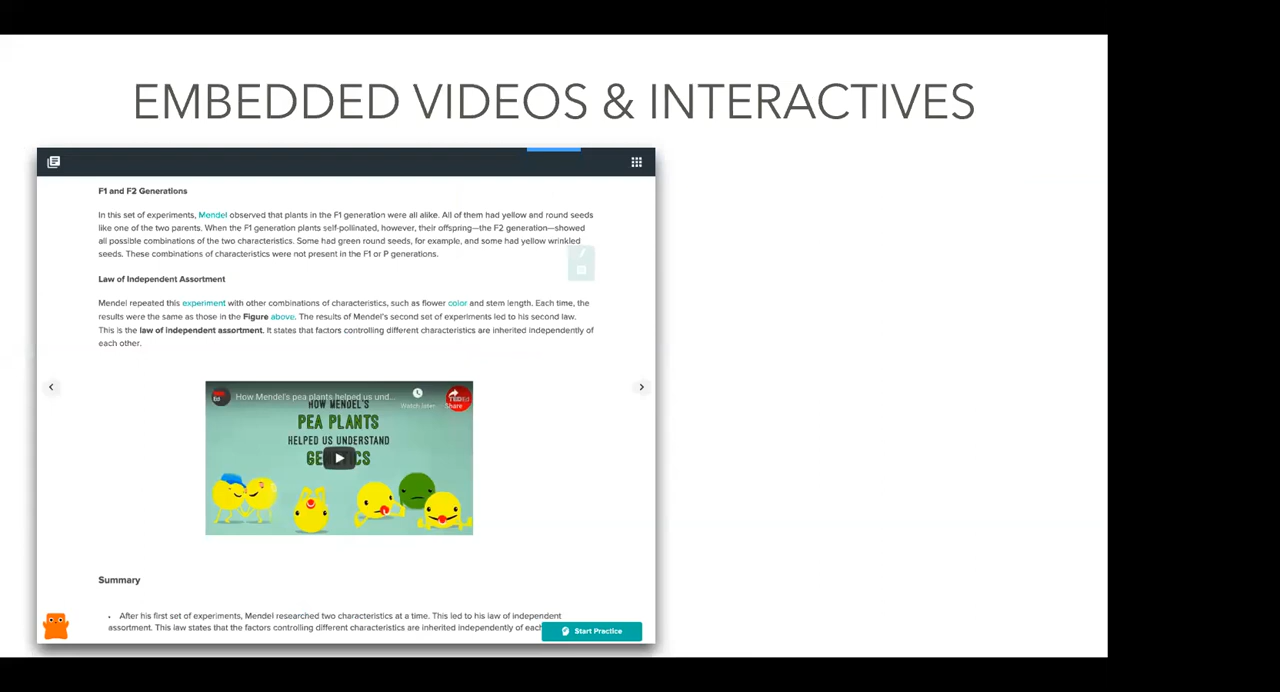 EMBEDDED VIDEOS & INTERACTIVES
F1 and F2 Generations
In this set of experiments, Mendel observed that plants in the F1 generation were all alike. All of them had yellow and round seeds
like one of the two parents. When the F1 generation plants self-pollinated, however, their offspring—the F2 generation—showed
all possible combinations of the two characteristics. Some had green round seeds, for example, and some had yellow wrinkled
seeds. These combinations of characteristics were not present in the F1 or P generations.
Law of Independent Assortment
Mendel repeated this experiment with other combinations of characteristics, such as flower color and stem length. Each time, the
results were the same as those in the Figure above. The results of Mendel's second set of experiments led to his second law.
This is the law of independent assortment. It states that factors controlling different characteristics are inherited independently of
each other.
How Mendel's pea plants helped us und...
Watch later
Share
TEDEd
Ed
HOW MENDEL'S
PEA PLANTS
HELPED US UNDERSTAND
GENETICS
Summary
• After his first set of experiments, Mendel researched two characteristics at a time. This led to his law of independent
assortment. This law states that the factors controlling different characteristics are inherited independently of each
Start Practice